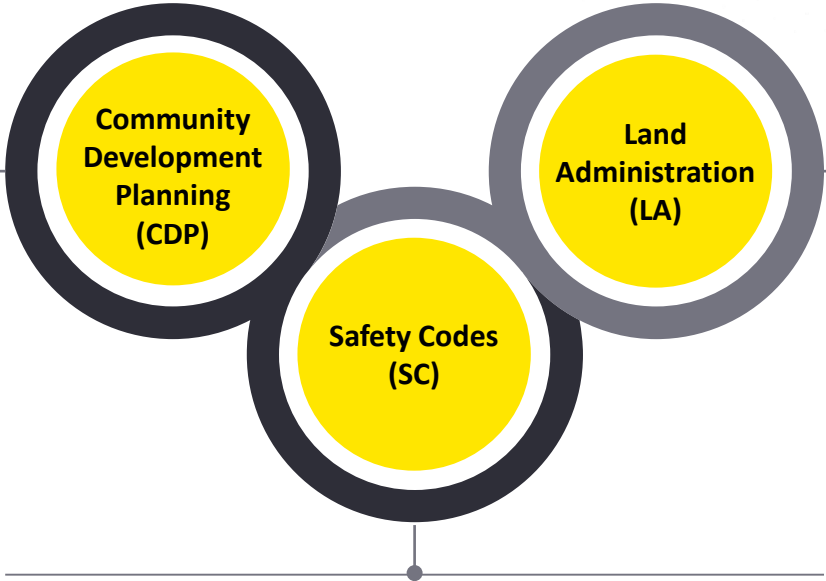 Community
Development
Planning
(CDP)
Land
Administration
(LA)
Safety Codes
(SC)